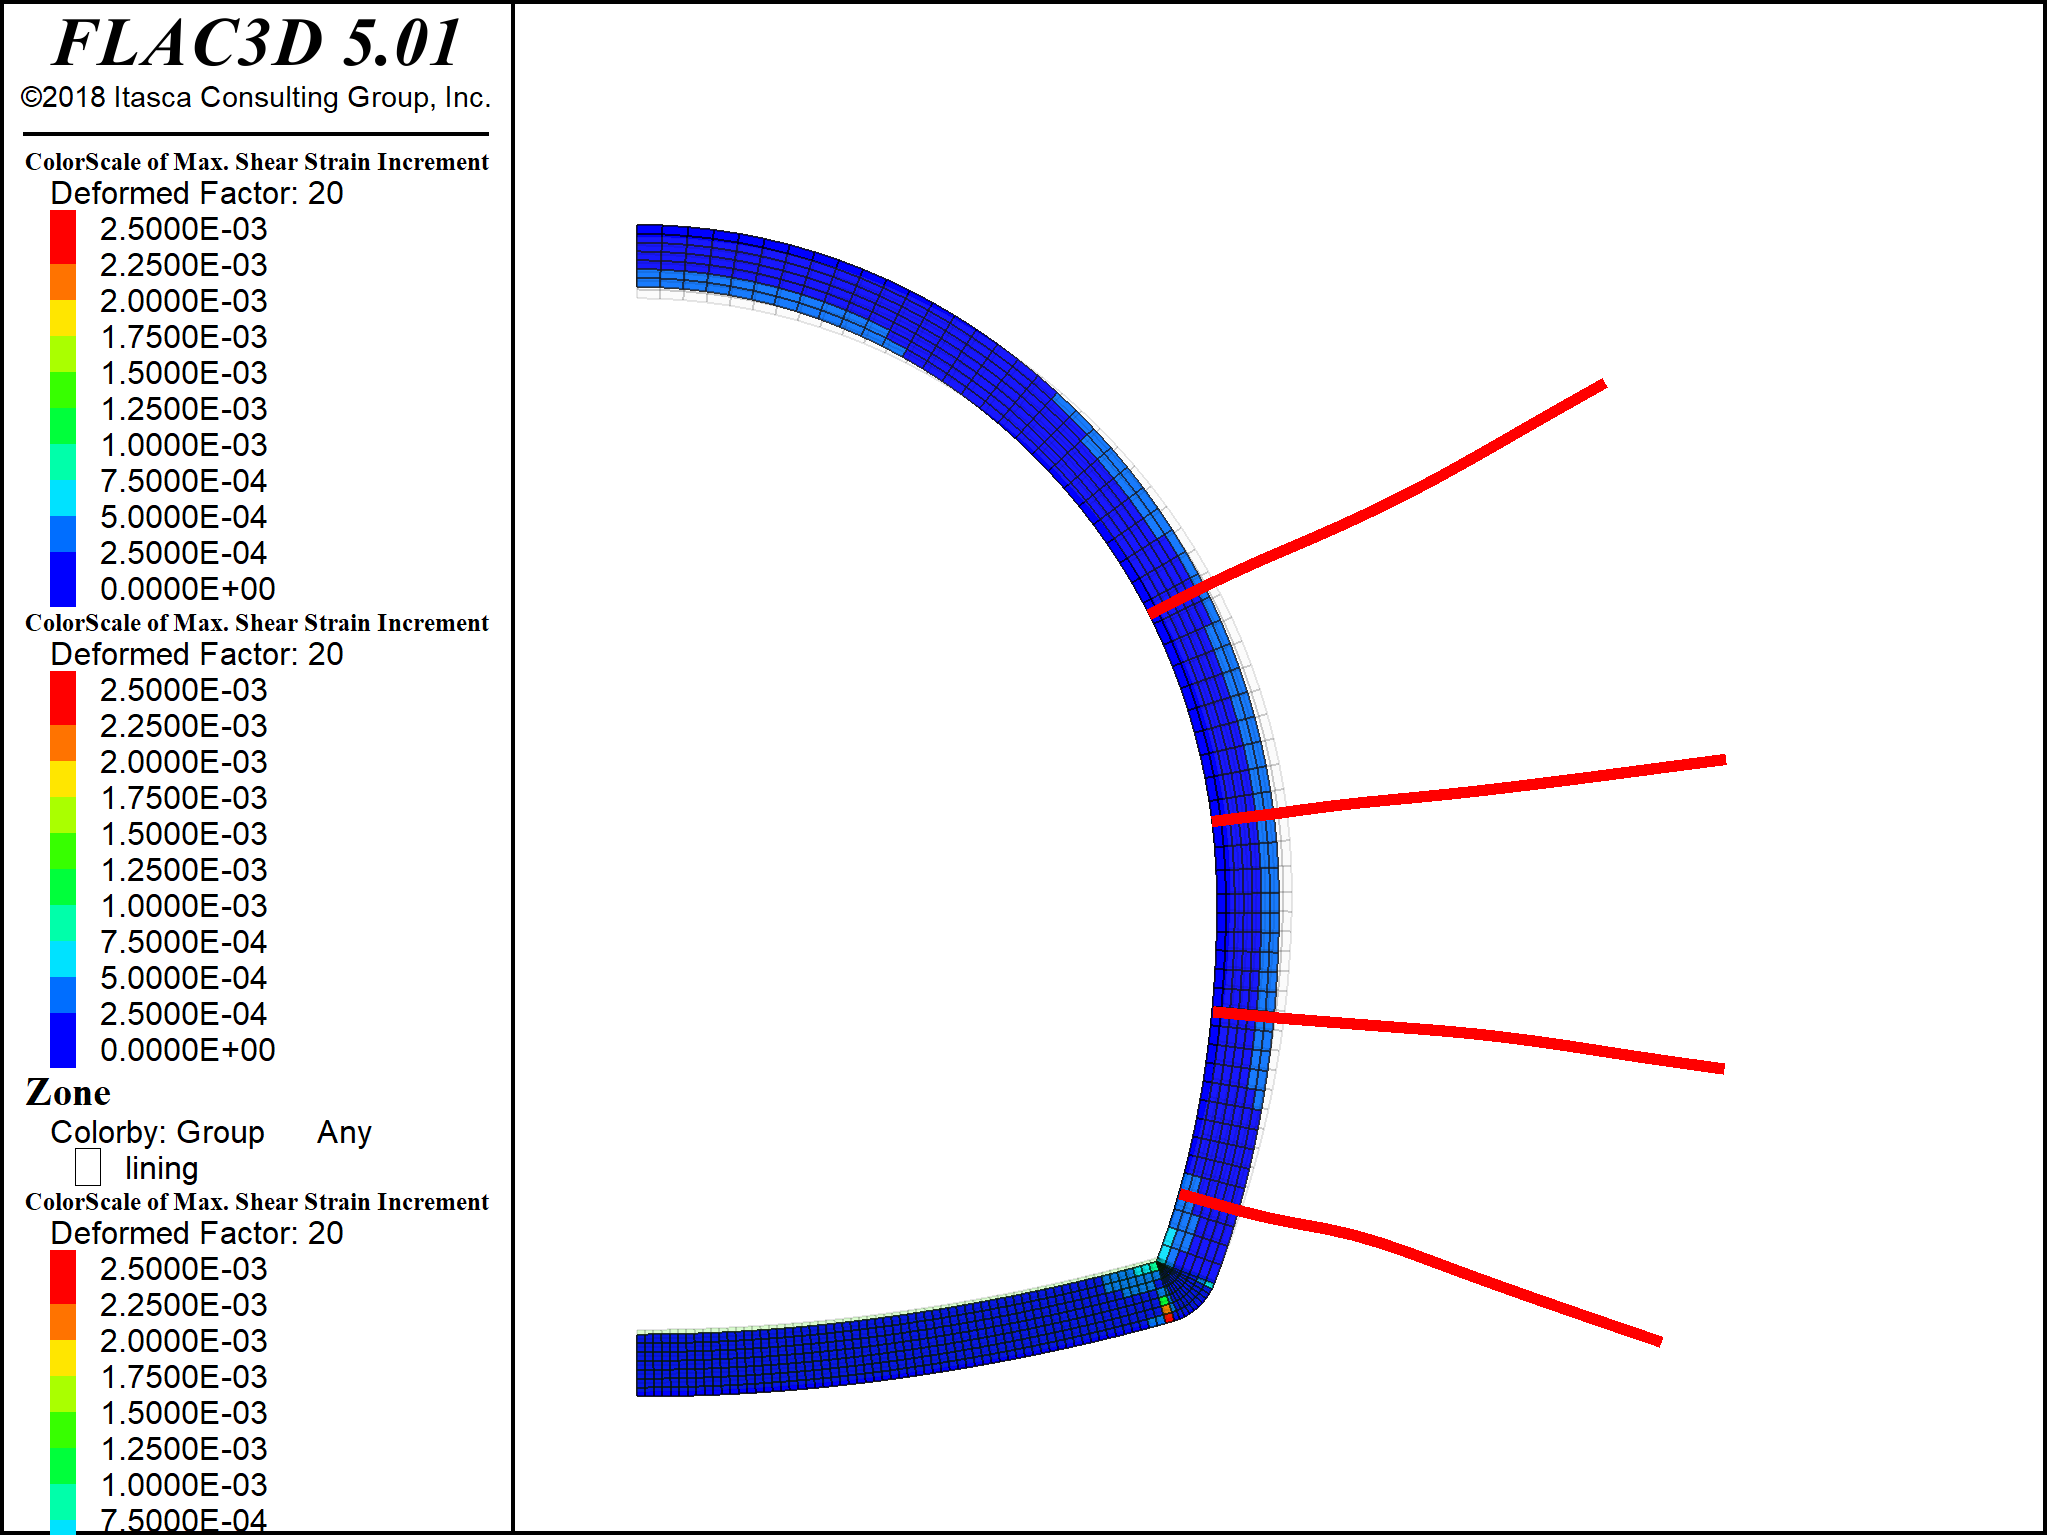 FLAC3D 5.01
©2018 Itasca Consulting Group, Inc.
ColorScale of Max. Shear Strain Increment
Deformed Factor: 20
2.5000E-03
2.2500E-03
2.0000E-03
1.7500E-03
1.5000E-03
1.2500E-03
1.0000E-03
7.5000E-04
5.0000E-04
2.5000E-04
0.0000E+00
ColorScale of Max. Shear Strain Increment
Deformed Factor: 20
2.5000E-03
2.2500E-03
2.0000E-03
1.7500E-03
1.5000E-03
1.2500E-03
1.0000E-03
7.5000E-04
5.0000E-04
2.5000E-04
0.0000E+00
Zone
Colorby: Group Any
lining
ColorScale of Max. Shear Strain Increment
Deformed Factor: 20
2.5000E-03
2.2500E-03
2.0000E-03
1.7500E-03
1.5000E-03
1.2500E-03
1.0000E-03
7.5000E-04